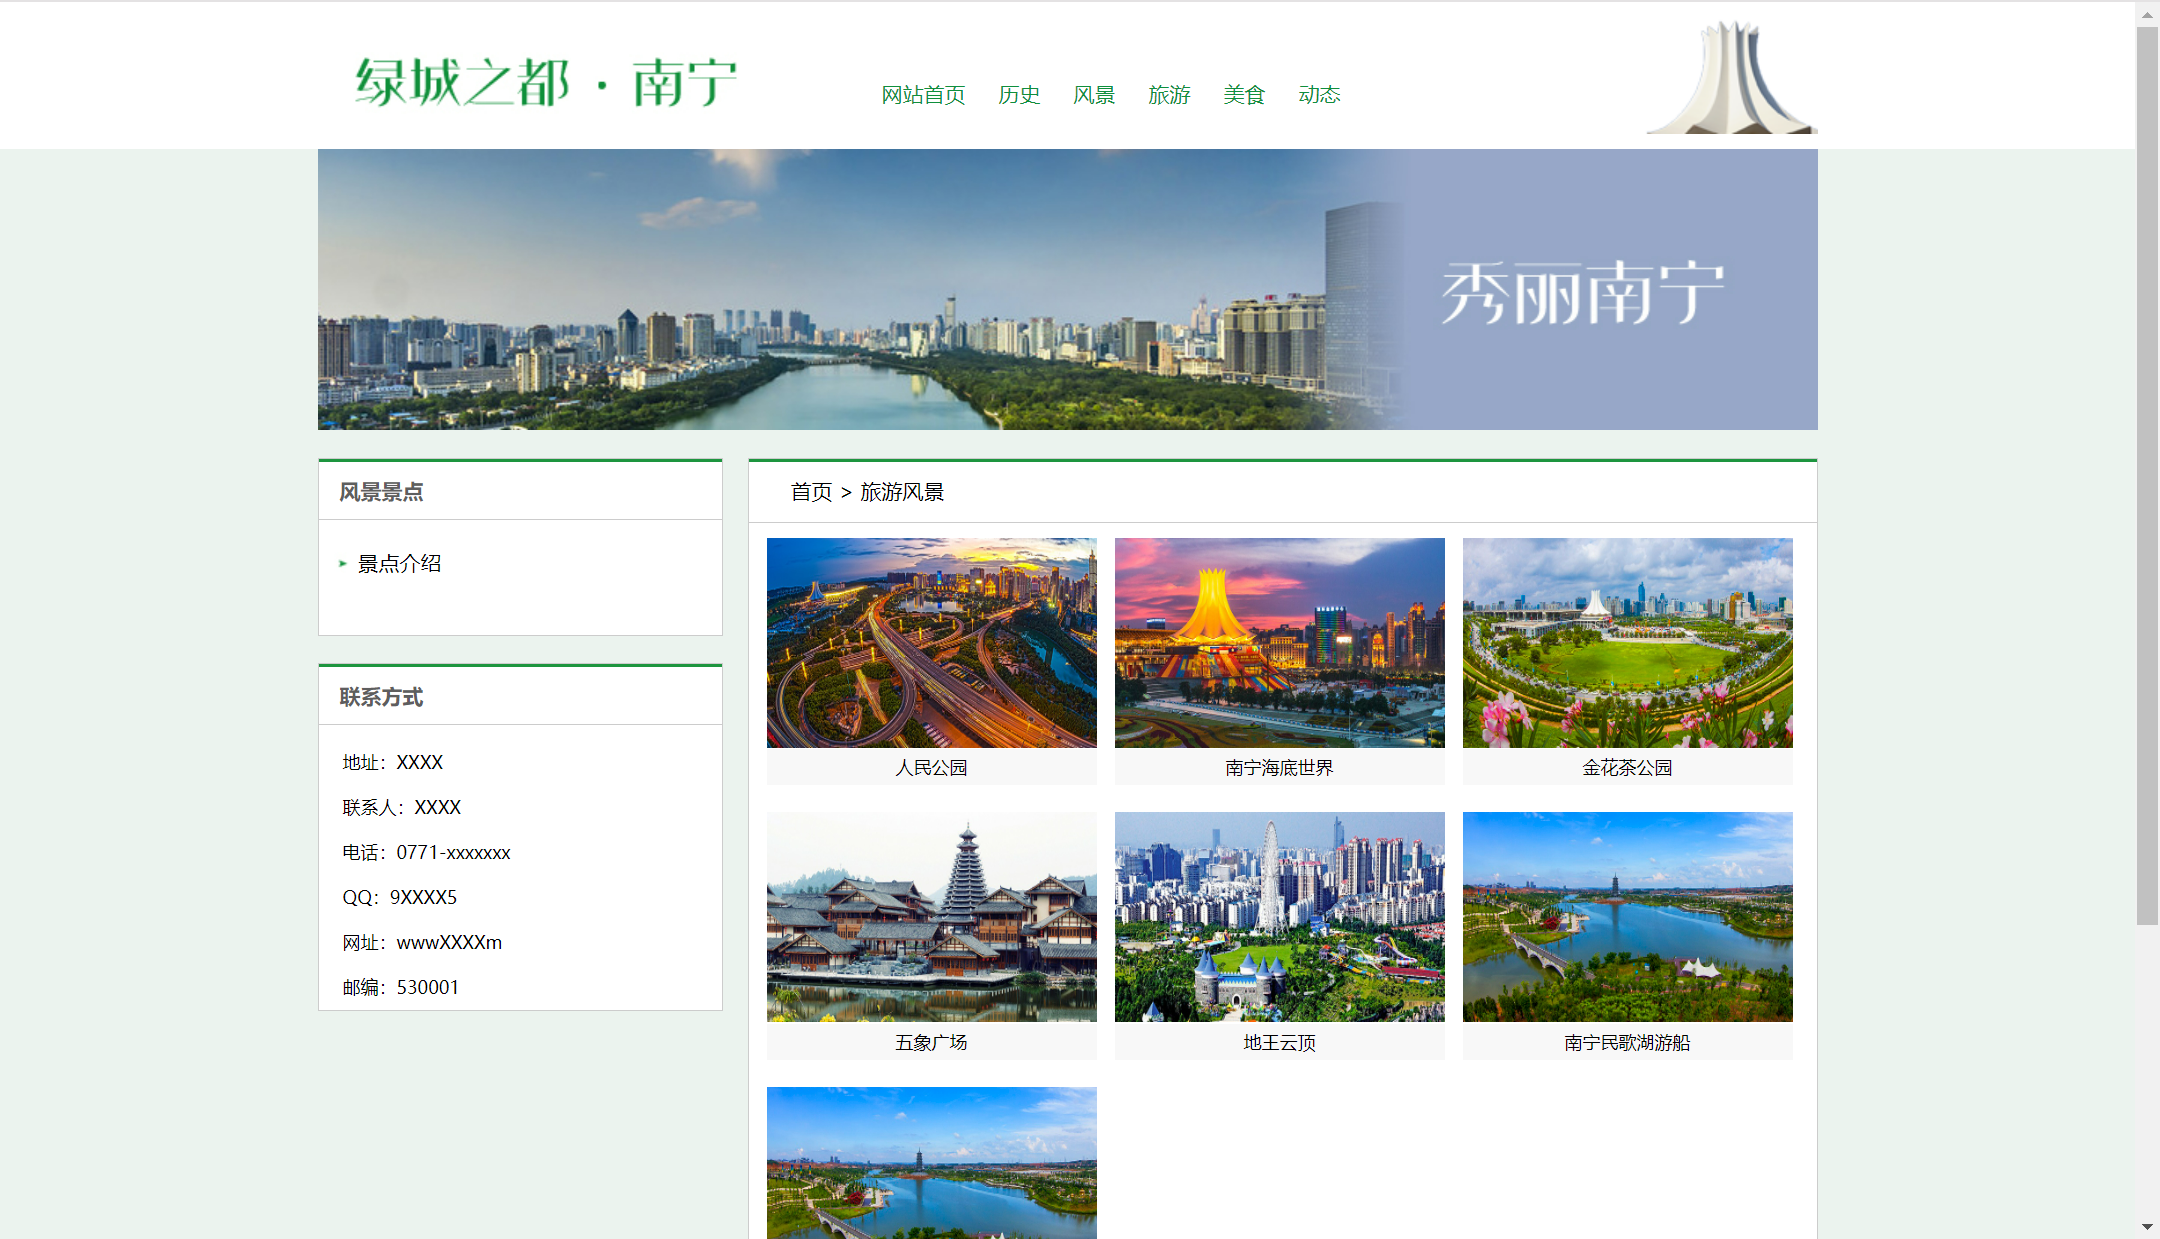 绿城之都·南宁
网站首页 历史 风景 旅游 美食 动态
秀丽南宁
风景景点
景点介绍
联系方式
地址：XXXX
联系人：XXXX
电话：0771-xxxxxxx
QQ：9XXXX5
网址：wwwXXXXm
邮编：530001
首页 > 旅游风景
人民公园
南宁海底世界
金花茶公园
五象广场
地王云顶
南宁民歌湖游船